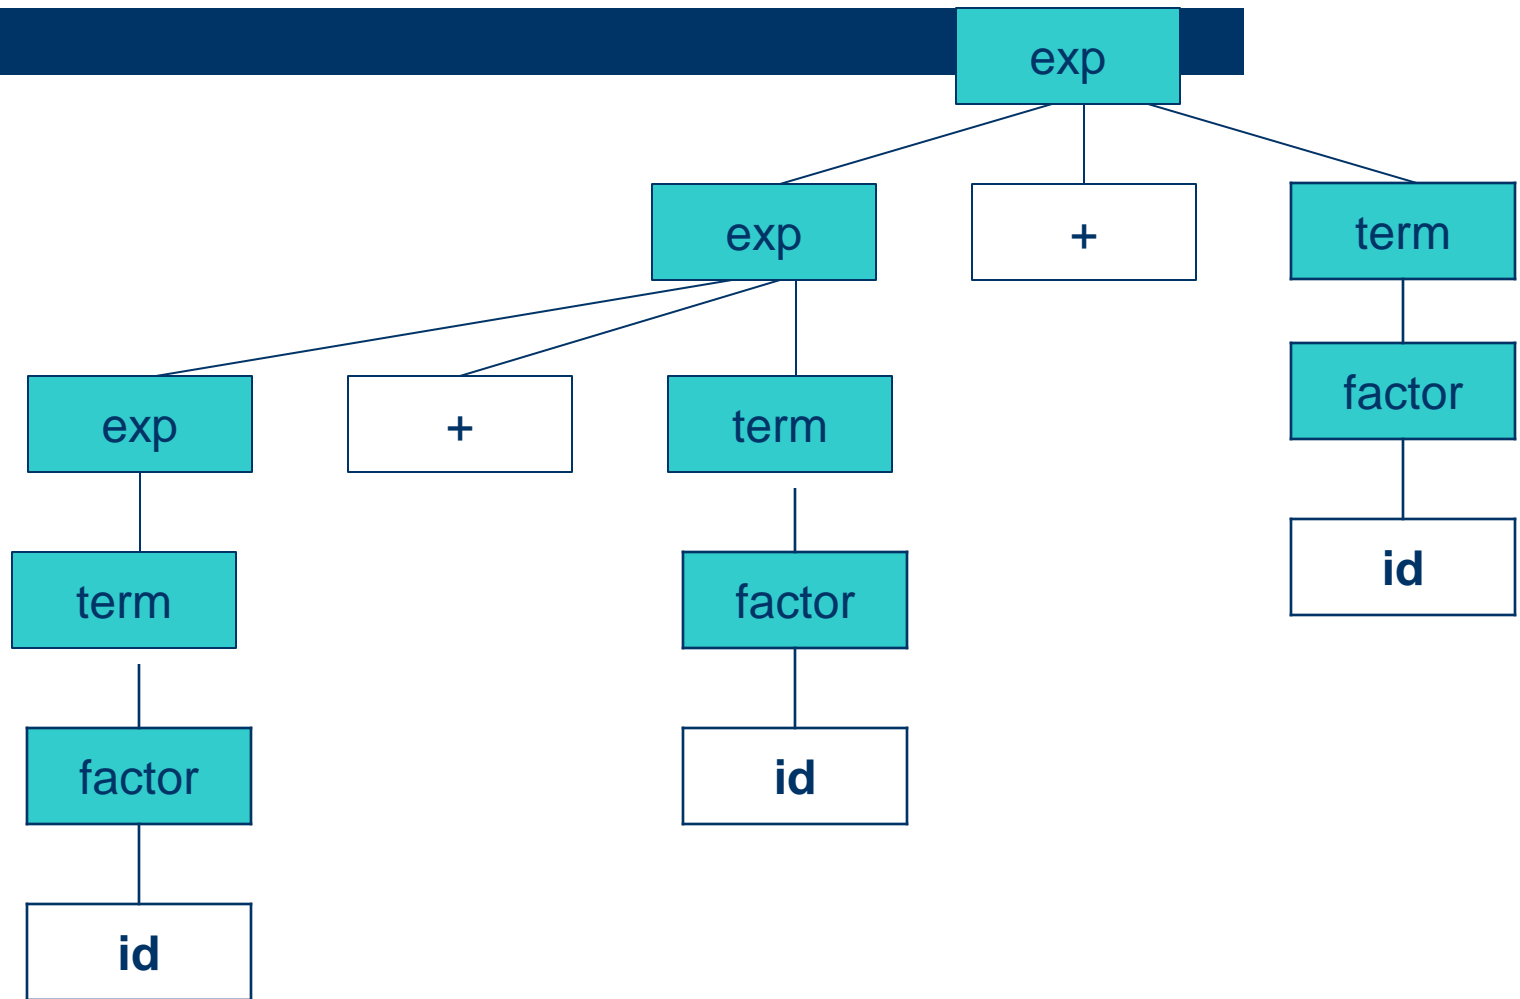 exp
exp + term
factor
exp + term
id
term factor
factor id
id